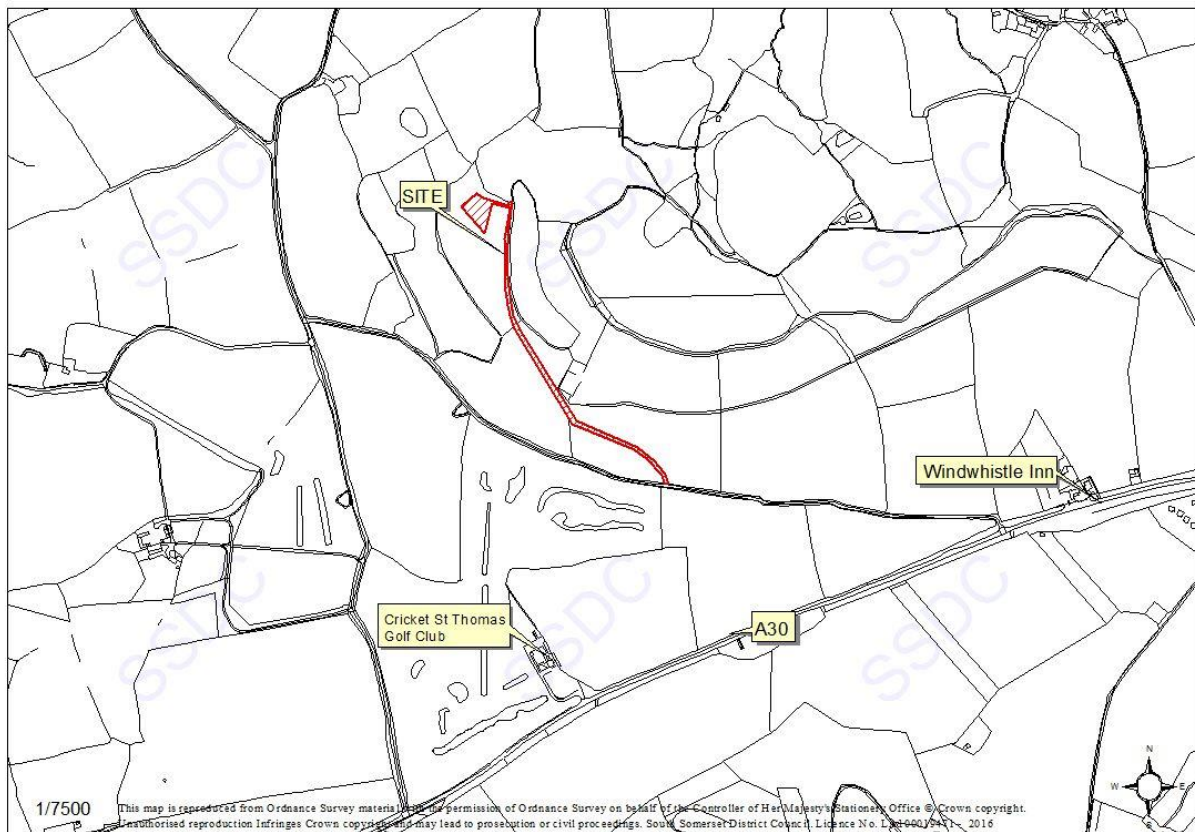 SSDC
SSDC
SSDC
SITE
Windwhistle Inn
SSDC
SSDC
SSDC
Cricket St Thomas
Golf Club
A30
N
W E
S
1/7500
This map is reproduced from Ordnance Survey material with the permission of Ordnance Survey on behalf of the Controller of Her Majesty's Stationery Office © Crown copyright.
Unauthorised reproduction Infringes Crown copyright and may lead to prosecution or civil proceedings. South Somerset District Council, Licence No. 2016